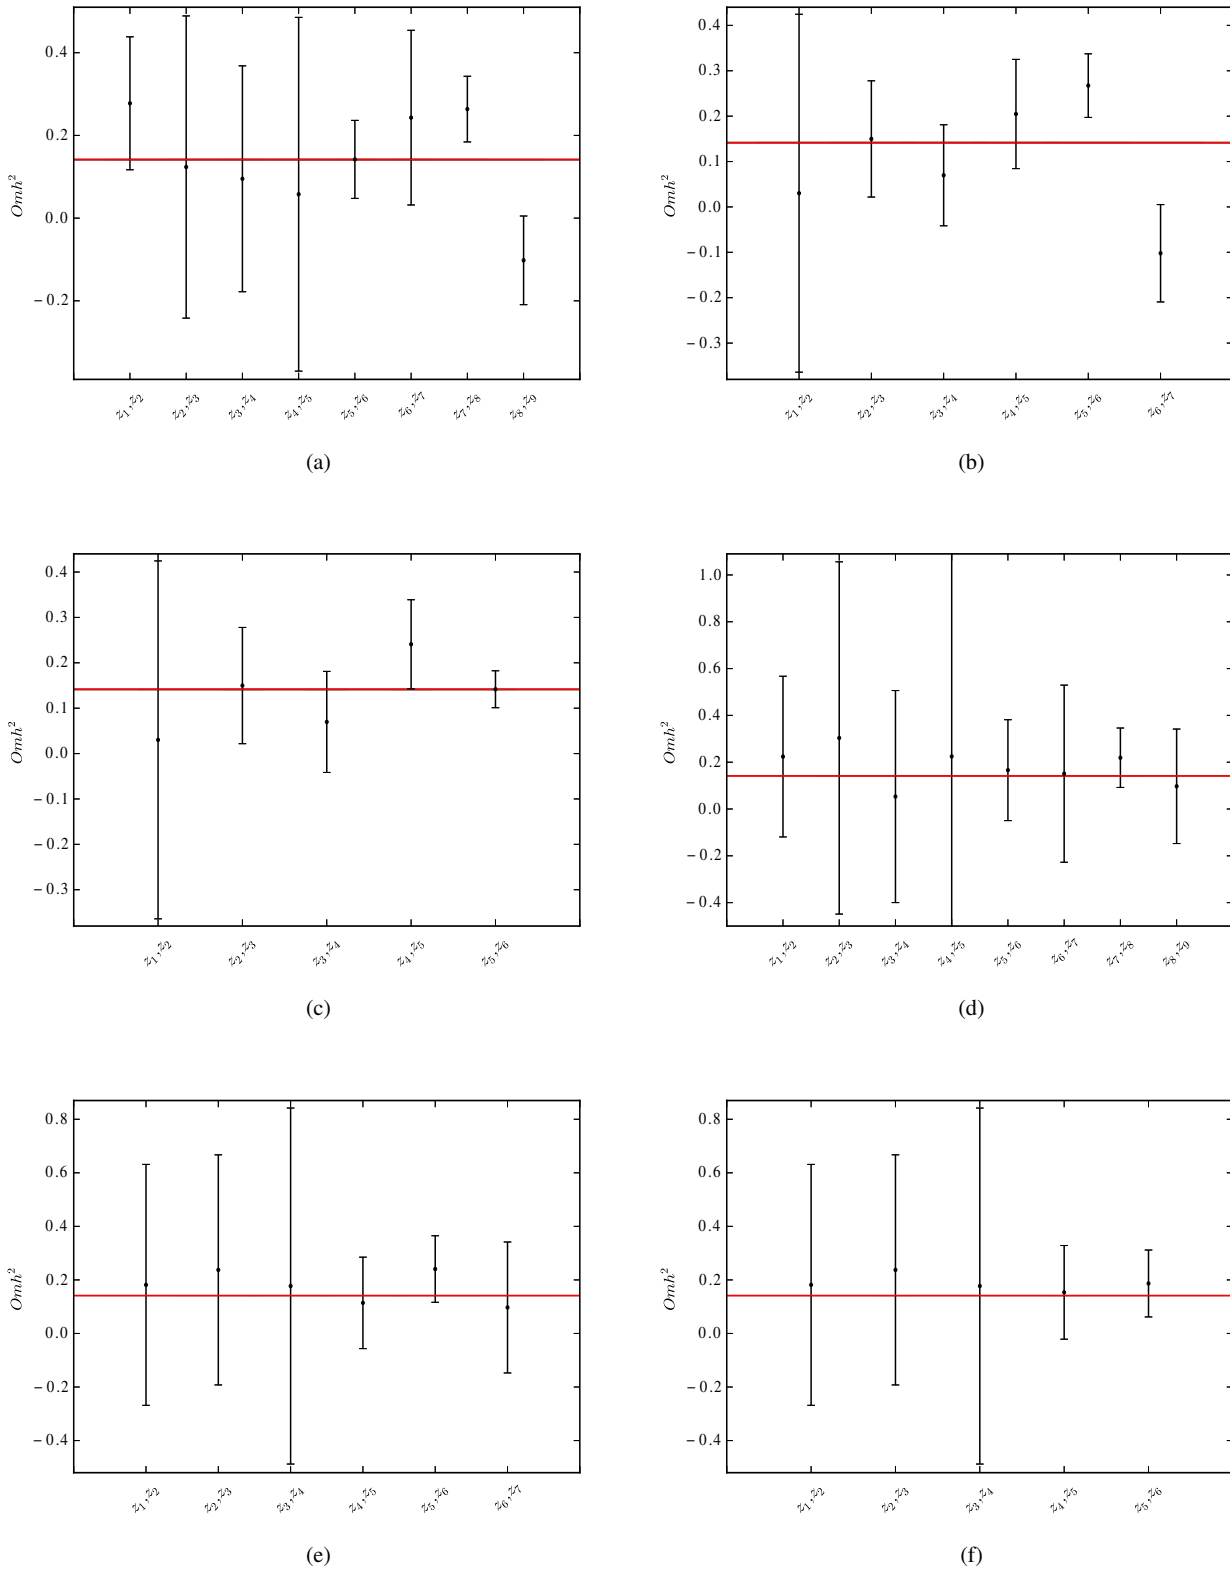 0.4
0.2
0.0
−0.2
Omh²
z₁,z₂ z₂,z₃ z₃,z₄ z₄,z₅ z₅,z₆ z₆,z₇ z₇,z₈ z₈,z₉
(a)
0.4
0.3
0.2
0.1
0.0
−0.1
−0.2
−0.3
Omh²
z₁,z₂ z₂,z₃ z₃,z₄ z₄,z₅ z₅,z₆ z₆,z₇
(b)
0.4
0.3
0.2
0.1
0.0
−0.1
−0.2
−0.3
Omh²
z₁,z₂ z₂,z₃ z₃,z₄ z₄,z₅ z₅,z₆
(c)
1.0
0.8
0.6
0.4
0.2
0.0
−0.2
−0.4
Omh²
z₁,z₂ z₂,z₃ z₃,z₄ z₄,z₅ z₅,z₆ z₆,z₇ z₇,z₈ z₈,z₉
(d)
0.8
0.6
0.4
0.2
0.0
−0.2
−0.4
Omh²
z₁,z₂ z₂,z₃ z₃,z₄ z₄,z₅ z₅,z₆ z₆,z₇
(e)
0.8
0.6
0.4
0.2
0.0
−0.2
−0.4
Omh²
z₁,z₂ z₂,z₃ z₃,z₄ z₄,z₅ z₅,z₆
(f)